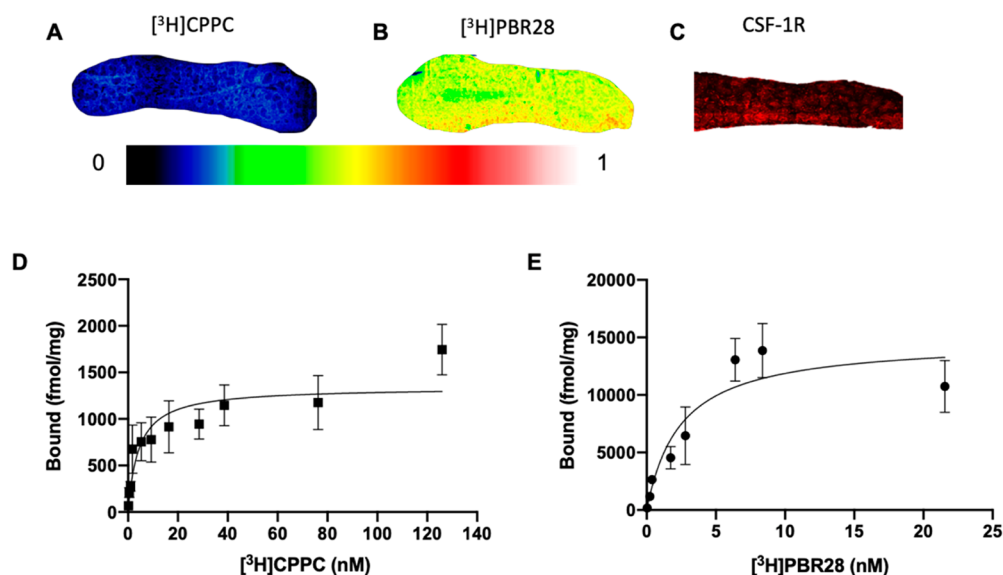 A [³H]CPPC
B [³H]PBR28
C CSF-1R
0 1
D
2500
2000
1500
1000
500
0
Bound (fmol/mg)
0 20 40 60 80 100 120 140
[³H]CPPC (nM)
E
20000
15000
10000
5000
0
Bound (fmol/mg)
0 5 10 15 20 25
[³H]PBR28 (nM)